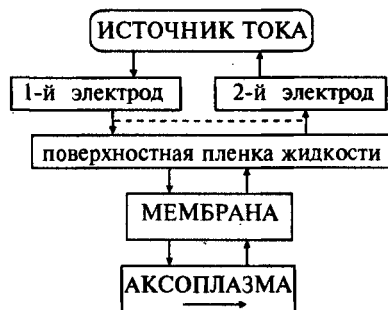 ИСТОЧНИК ТОКА
1-й электрод
2-й электрод
поверхностная пленка жидкости
МЕМБРАНА
АКСОПЛАЗМА